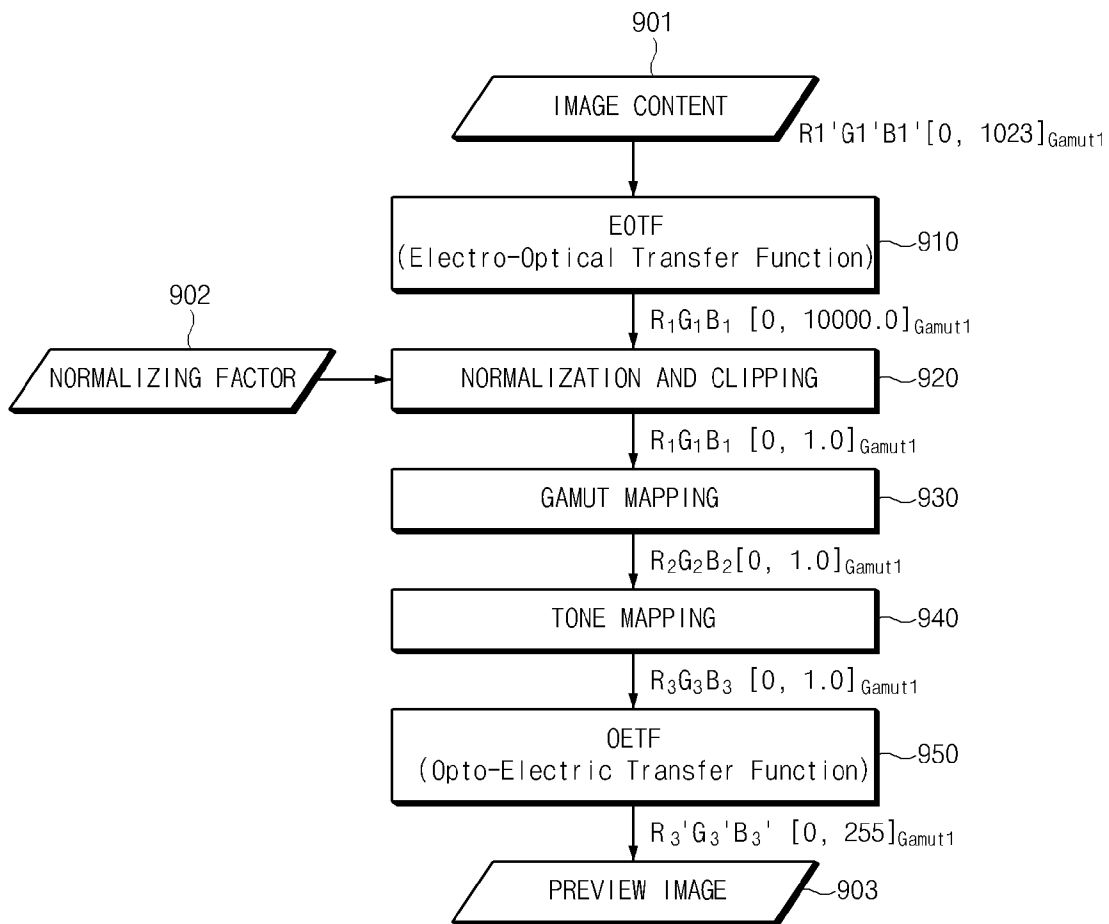 901
IMAGE CONTENT
R1'G1'B1'[0, 1023]Gamut1
EOTF
(Electro-Optical Transfer Function)
910
902
R₁G₁B₁ [0, 10000.0]Gamut1
NORMALIZING FACTOR
NORMALIZATION AND CLIPPING
920
R₁G₁B₁ [0, 1.0]Gamut1
GAMUT MAPPING
930
R₂G₂B₂[0, 1.0]Gamut1
TONE MAPPING
940
R₃G₃B₃ [0, 1.0]Gamut1
OETF
(Opto-Electric Transfer Function)
950
R₃'G₃'B₃' [0, 255]Gamut1
PREVIEW IMAGE
903